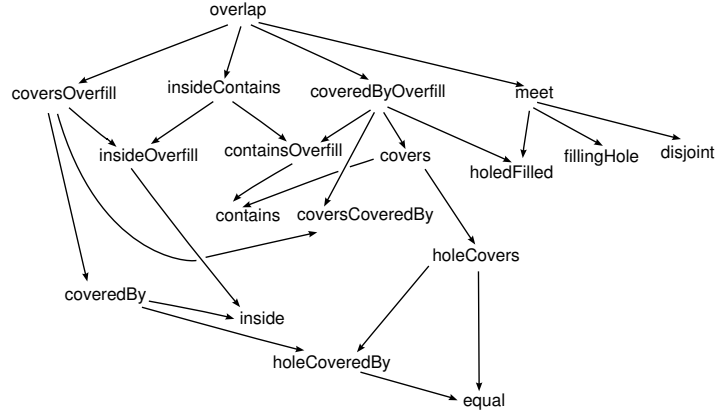 overlap
coversOverfill
insideContains
coveredByOverfill
meet
insideOverfill
containsOverfill
covers
holedFilled
fillingHole
disjoint
contains
coversCoveredBy
holeCovers
coveredBy
inside
holeCoveredBy
equal